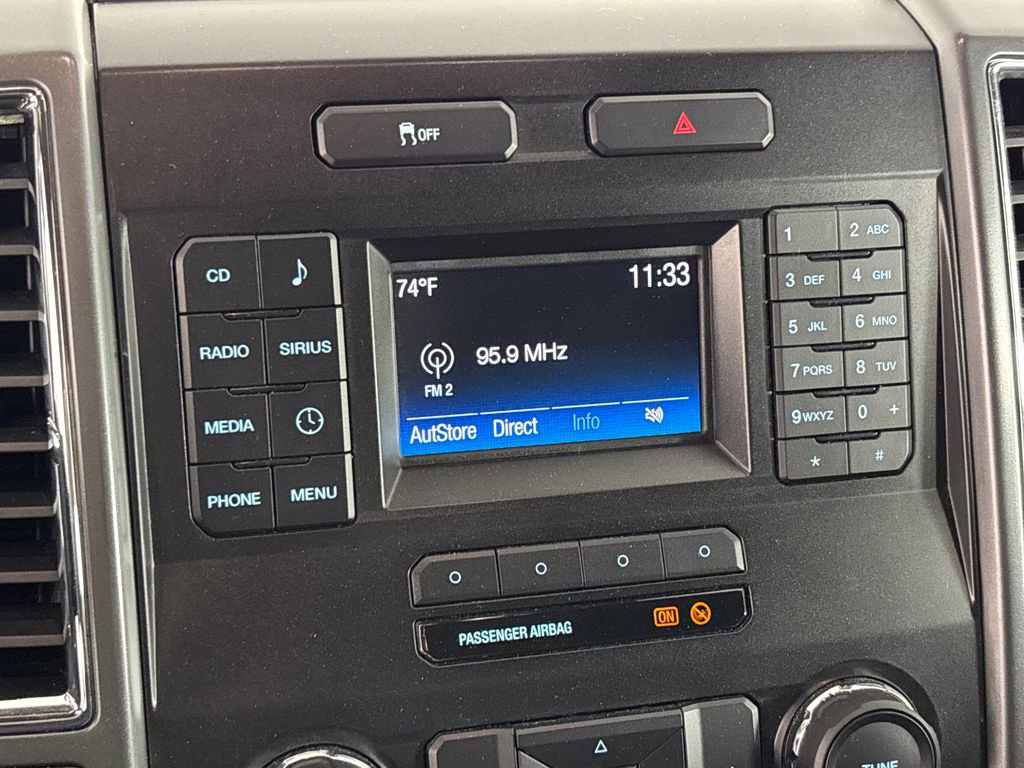 OFF
CD
RADIO
SIRIUS
MEDIA
PHONE
MENU
74°F
11:33
95.9 MHz
FM 2
AutStore Direct Info
1
2 ABC
3 DEF
4 GHI
5 JKL
6 MNO
7 PQRS
8 TUV
9 WXYZ
0 +
*
#
PASSENGER AIRBAG
ON
TUNE